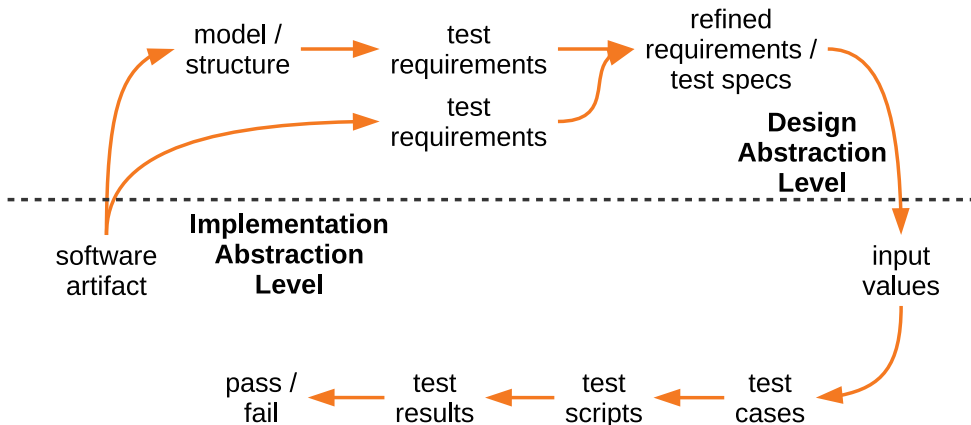 model /
structure
test
requirements
refined
requirements /
test specs
test
requirements
Design
Abstraction
Level
Implementation
Abstraction
Level
software
artifact
input
values
pass /
fail
test
results
test
scripts
test
cases